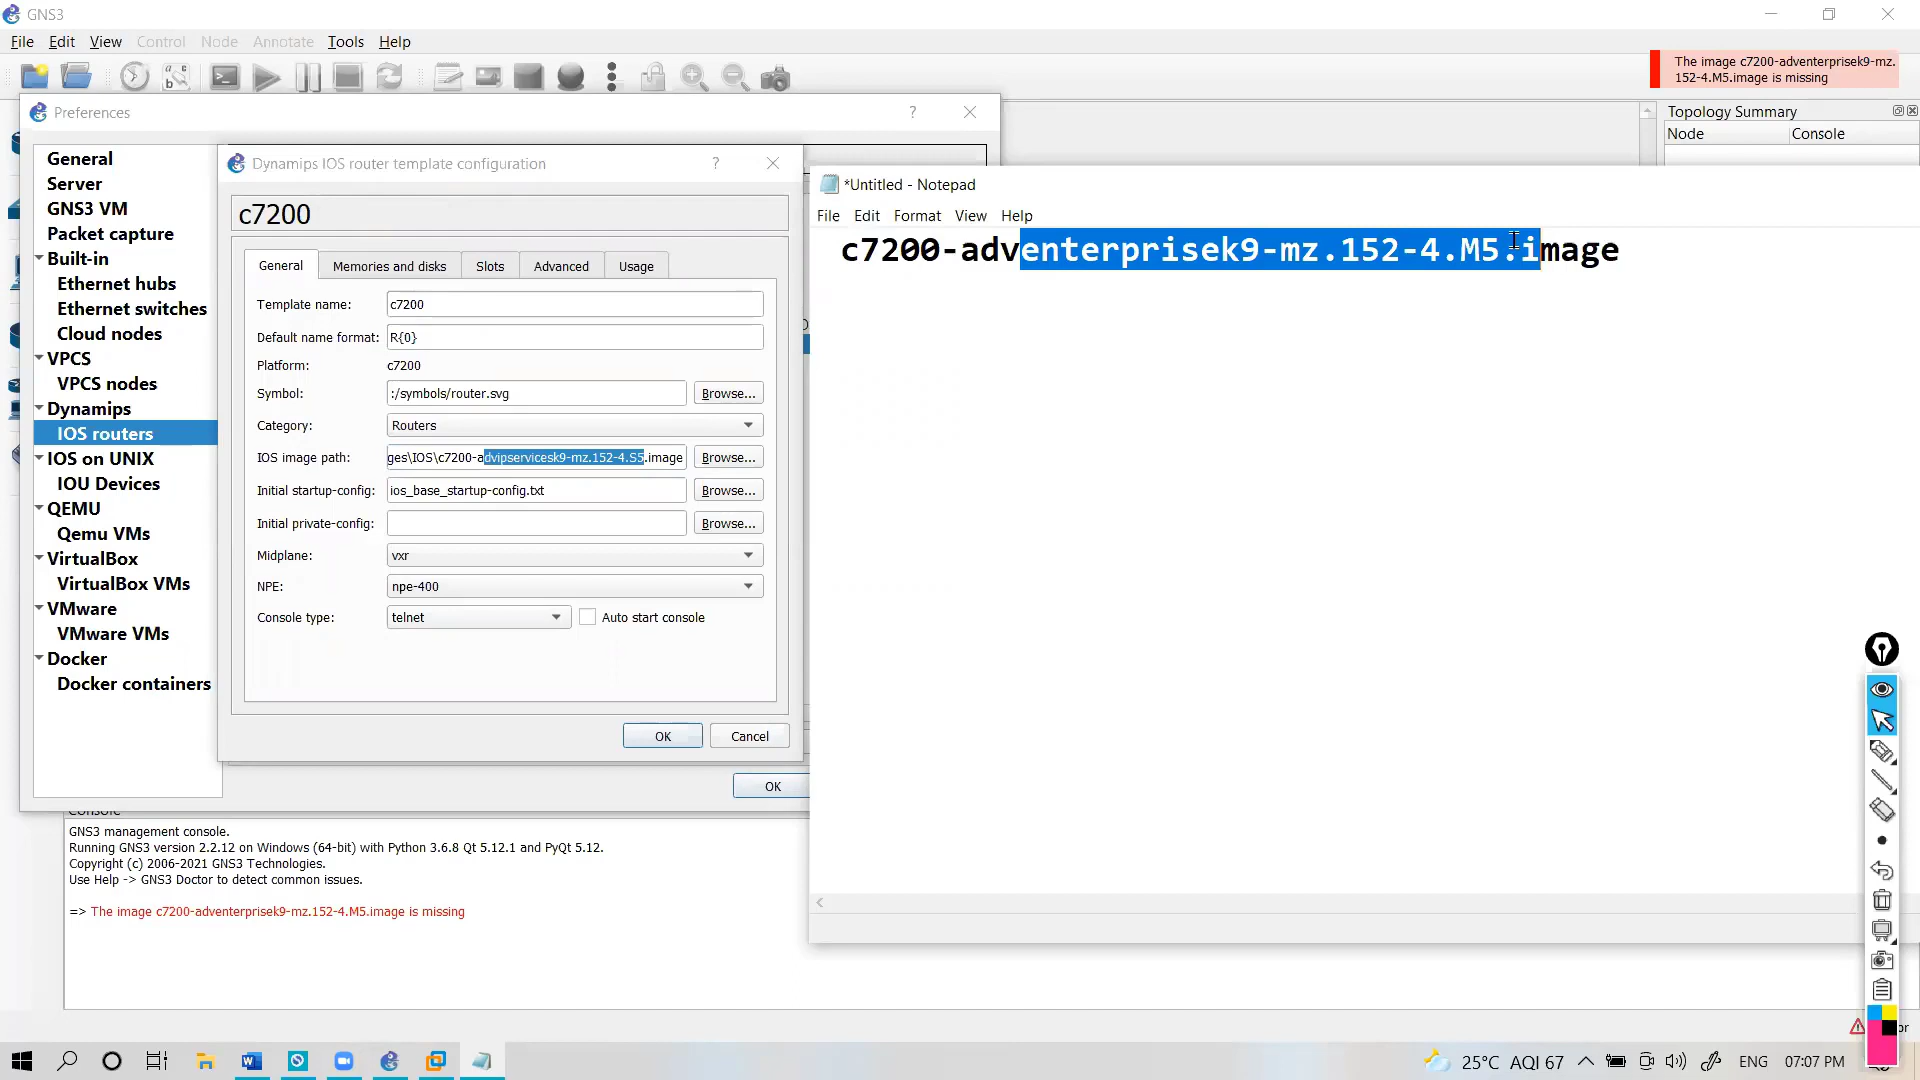 GNS3
File Edit View Control Node Annotate Tools Help
The image c7200-adventerprisek9-mz.
152-4.M5.image is missing
Preferences
Topology Summary
Node Console
General
Server
GNS3 VM
Packet capture
Built-in
Ethernet hubs
Ethernet switches
Cloud nodes
VPCS
VPCS nodes
Dynamips
IOS routers
IOS on UNIX
IOU Devices
QEMU
Qemu VMs
VirtualBox
VirtualBox VMs
VMware
VMware VMs
Docker
Docker containers
Dynamips IOS router template configuration
c7200
General Memories and disks Slots Advanced Usage
Template name: c7200
Default name format: R{0}
Platform: c7200
Symbol: :/symbols/router.svg Browse...
Category: Routers
IOS image path: ges\IOS\c7200-advipservicesk9-mz.152-4.S5.image Browse...
Initial startup-config: ios_base_startup-config.txt Browse...
Initial private-config: Browse...
Midplane: vxr
NPE: npe-400
Console type: telnet Auto start console
OK Cancel
OK
*Untitled - Notepad
File Edit Format View Help
c7200-adventerprisek9-mz.152-4.M5.image
Console
GNS3 management console.
Running GNS3 version 2.2.12 on Windows (64-bit) with Python 3.6.8 Qt 5.12.1 and PyQt 5.12.
Copyright (c) 2006-2021 GNS3 Technologies.
Use Help -> GNS3 Doctor to detect common issues.
=> The image c7200-adventerprisek9-mz.152-4.M5.image is missing
25°C AQI 67 ENG 07:07 PM